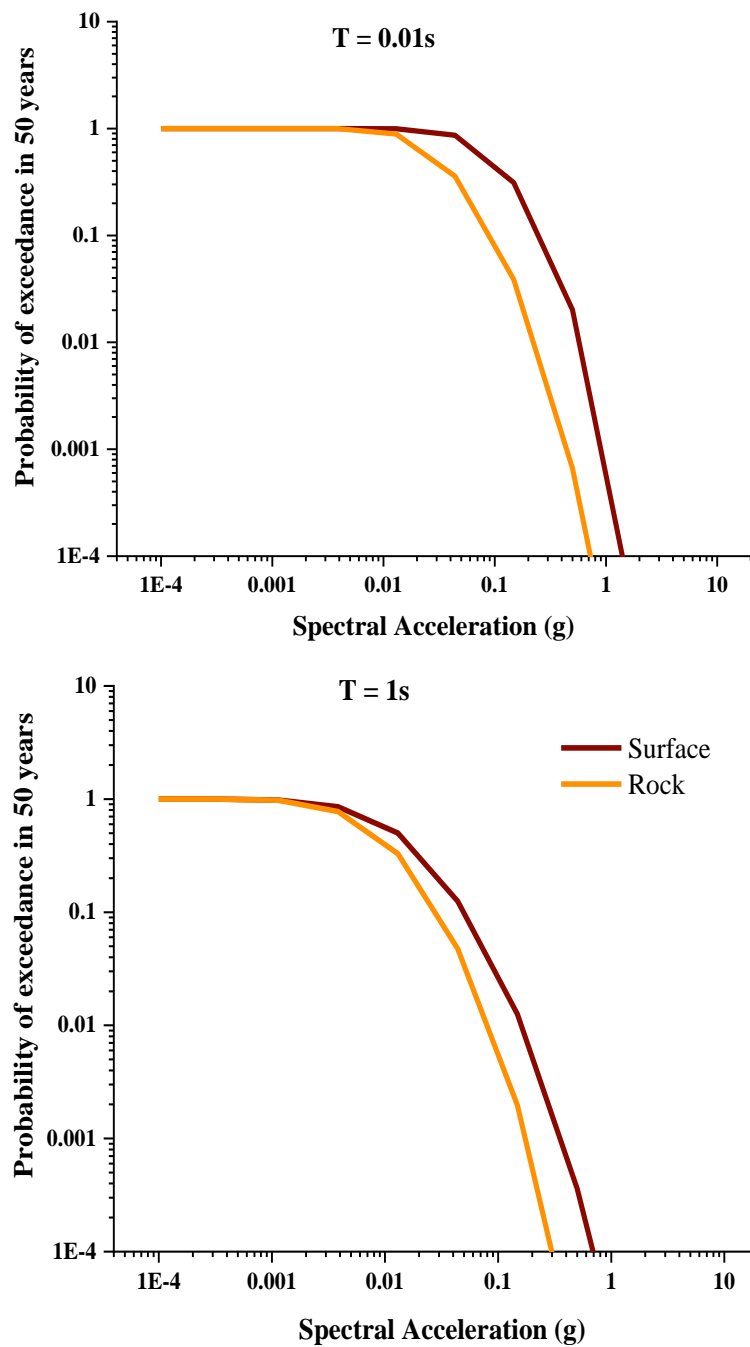 T = 0.01s
Probability of exceedance in 50 years
10
1
0.1
0.01
0.001
1E-4
1E-4 0.001 0.01 0.1 1 10
Spectral Acceleration (g)
T = 1s
Probability of exceedance in 50 years
10
1
0.1
0.01
0.001
1E-4
Surface
Rock
1E-4 0.001 0.01 0.1 1 10
Spectral Acceleration (g)